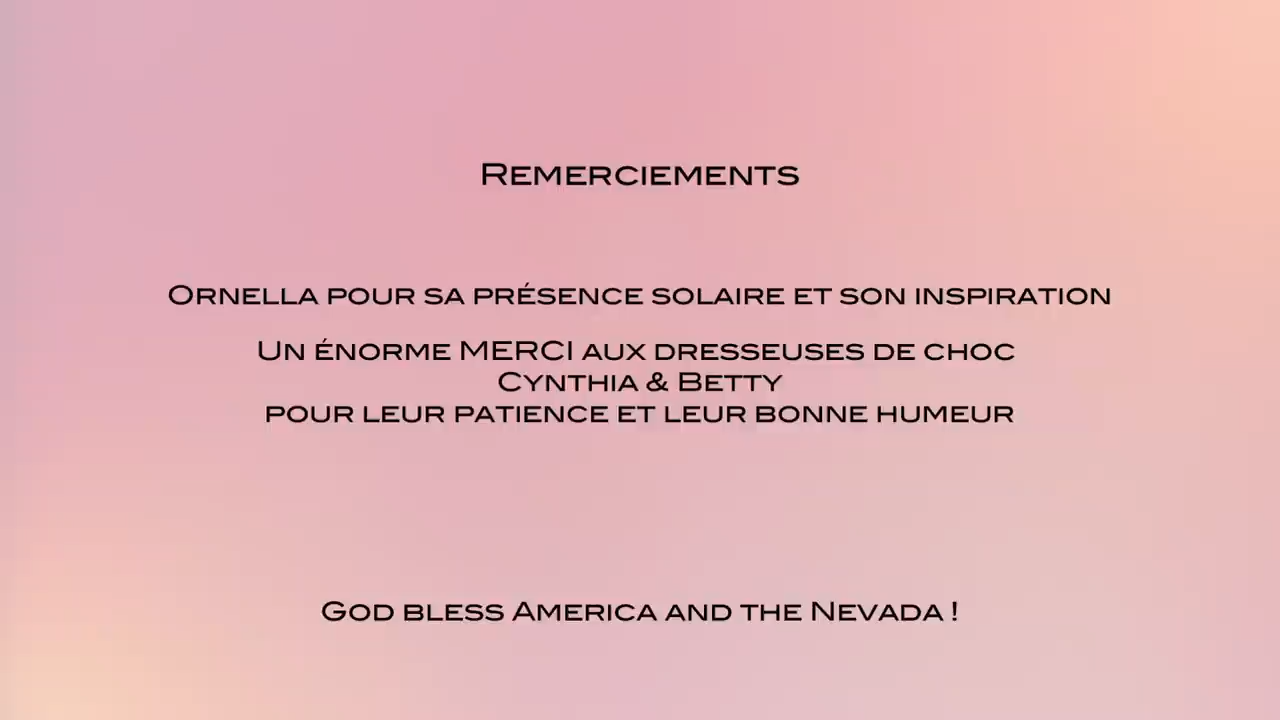 Remerciements
Ornella pour sa présence solaire et son inspiration
Un énorme MERCI aux dresseuses de choc
Cynthia & Betty
pour leur patience et leur bonne humeur
God bless America and the Nevada !